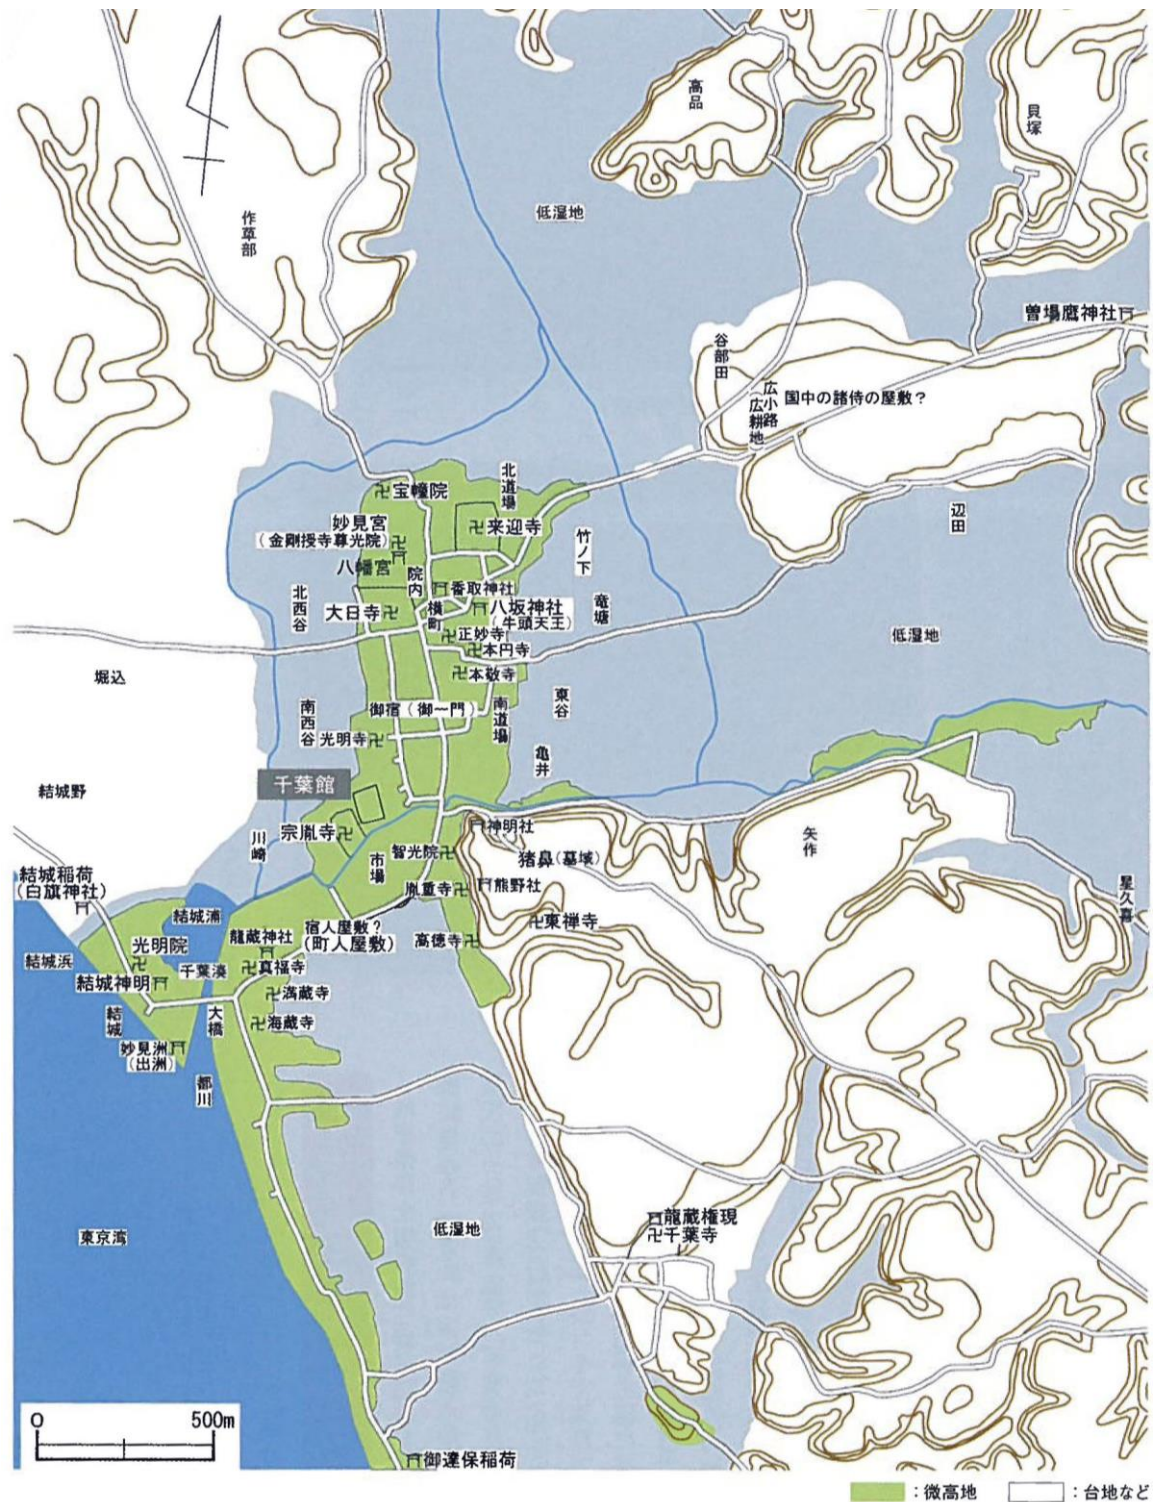 高品
貝塚
作草部
低湿地
曽場鷹神社
谷部田
広小路
広耕地
国中の諸侍の屋敷?
北道場
宝幢院
辺田
妙見宮
(金剛授寺尊光院)
来迎寺
竹ノ下
八幡宮
院内
香取神社
北西谷
大日寺
横町
八坂神社
(牛頭天王)
竜塘
正妙寺
本円寺
低湿地
堀込
本敬寺
南西谷
御宿(御一門)
南道場
東谷
光明寺
亀井
千葉館
結城野
川崎
宗胤寺
市場
智光院
神明社
猪鼻(墓域)
矢作
結城稲荷
(白旗神社)
胤重寺
熊野社
星久喜
結城浦
宿人屋敷?
(町人屋敷)
東禅寺
龍蔵神社
高徳寺
光明院
結城浜
千葉湊
真福寺
結城神明
満蔵寺
結城
大橋
海蔵寺
妙見洲
(出洲)
都川
東京湾
低湿地
龍蔵権現
千葉寺
0 500m
御達保稲荷
:微高地
:台地など